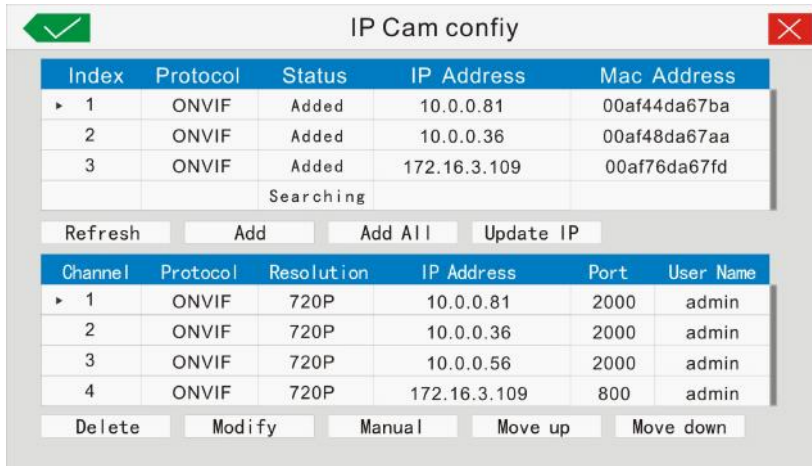 IP Cam confiy
Index Protocol Status IP Address Mac Address
1 ONVIF Added 10.0.0.81 00af44da67ba
2 ONVIF Added 10.0.0.36 00af48da67aa
3 ONVIF Added 172.16.3.109 00af76da67fd
Searching
Refresh Add Add All Update IP
Channel Protocol Resolution IP Address Port User Name
1 ONVIF 720P 10.0.0.81 2000 admin
2 ONVIF 720P 10.0.0.36 2000 admin
3 ONVIF 720P 10.0.0.56 2000 admin
4 ONVIF 720P 172.16.3.109 800 admin
Delete Modify Manual Move up Move down